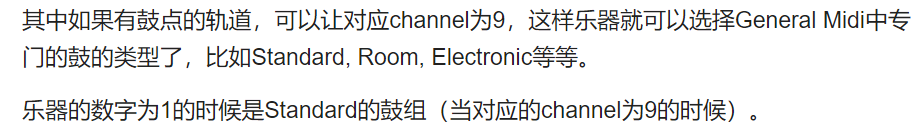 其中如果有鼓点的轨道，可以让对应channel为9，这样乐器就可以选择General Midi中专
门的鼓的类型了，比如Standard, Room, Electronic等等。
乐器的数字为1的时候是Standard的鼓组（当对应的channel为9的时候）。